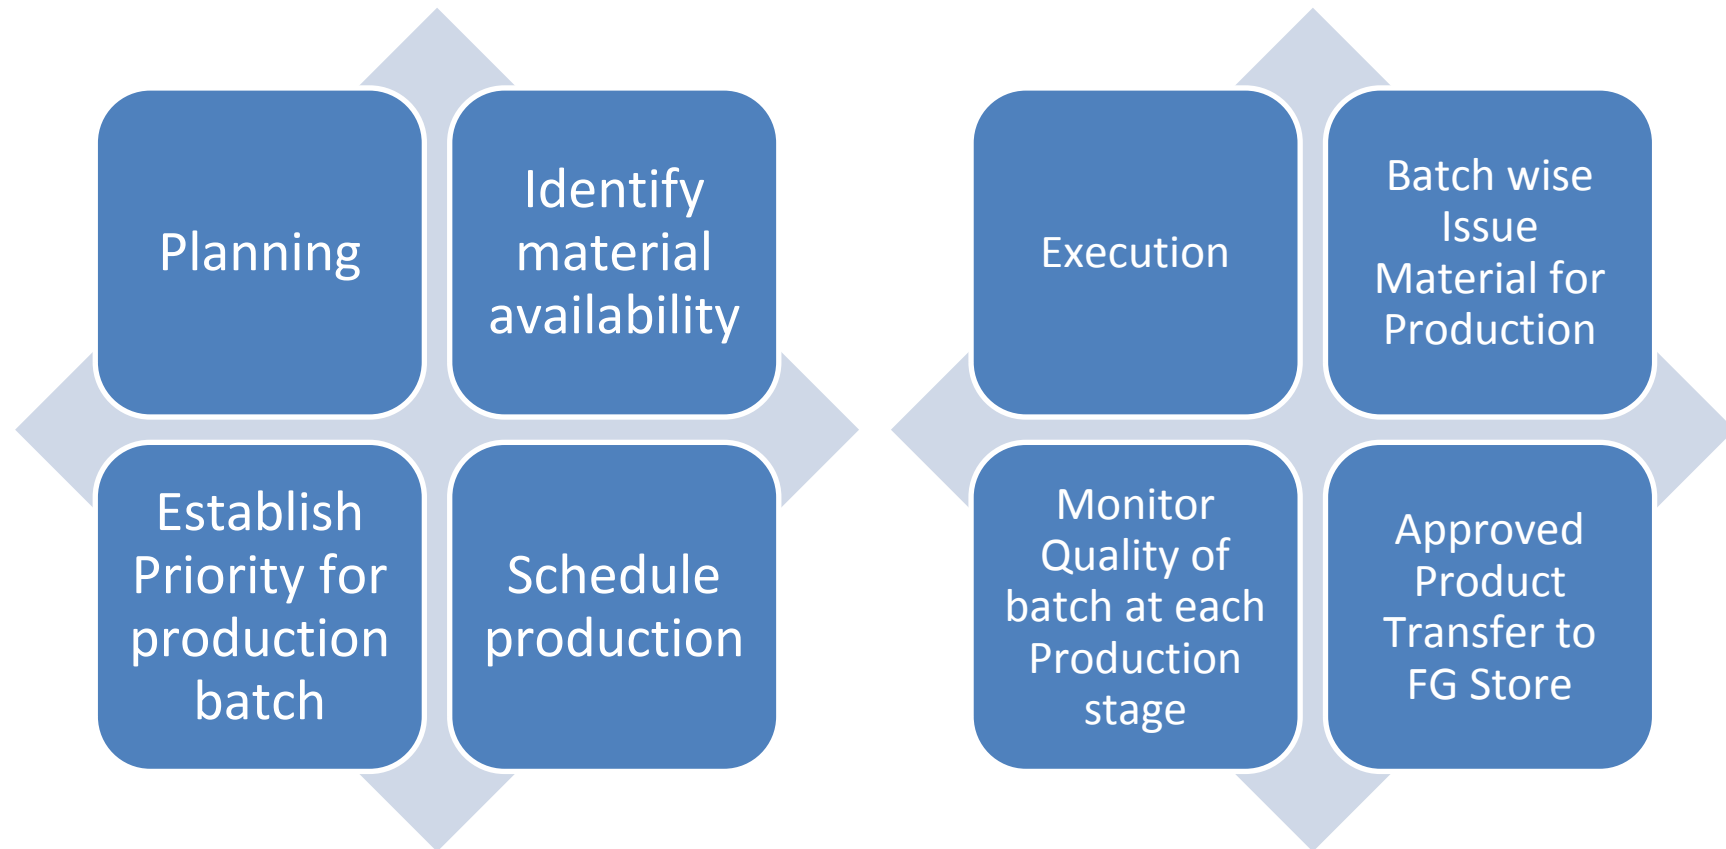 Planning
Identify
material
availability
Establish
Priority for
production
batch
Schedule
production
Execution
Batch wise
Issue
Material for
Production
Monitor
Quality of
batch at each
Production
stage
Approved
Product
Transfer to
FG Store